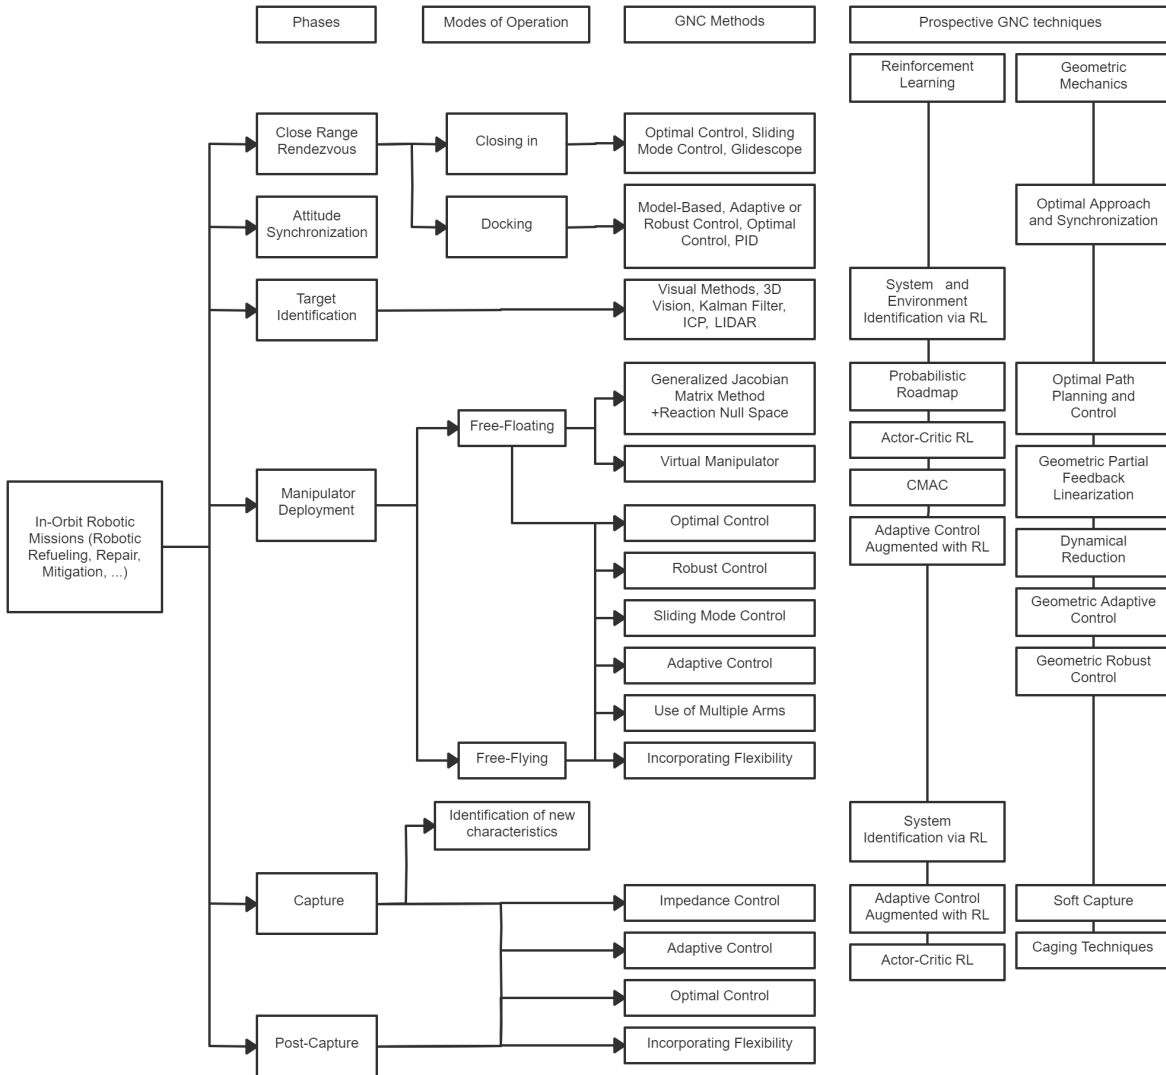 Phases
Modes of Operation
GNC Methods
Prospective GNC techniques
Reinforcement
Learning
Geometric
Mechanics
Close Range
Rendezvous
Closing in
Optimal Control, Sliding
Mode Control, Glidescope
Attitude
Synchronization
Docking
Model-Based, Adaptive or
Robust Control, Optimal
Control, PID
Optimal Approach
and Synchronization
Target
Identification
Visual Methods, 3D
Vision, Kalman Filter,
ICP, LIDAR
System and
Environment
Identification via RL
Generalized Jacobian
Matrix Method
+Reaction Null Space
Probabilistic
Roadmap
Optimal Path
Planning and
Control
Free-Floating
Actor-Critic RL
Virtual Manipulator
Geometric Partial
Feedback
Linearization
CMAC
In-Orbit Robotic
Missions (Robotic
Refueling, Repair,
Mitigation, ...)
Manipulator
Deployment
Optimal Control
Adaptive Control
Augmented with RL
Dynamical
Reduction
Robust Control
Sliding Mode Control
Geometric Adaptive
Control
Adaptive Control
Geometric Robust
Control
Use of Multiple Arms
Free-Flying
Incorporating Flexibility
Identification of new
characteristics
System
Identification via RL
Capture
Impedance Control
Adaptive Control
Augmented with RL
Soft Capture
Adaptive Control
Actor-Critic RL
Caging Techniques
Optimal Control
Post-Capture
Incorporating Flexibility